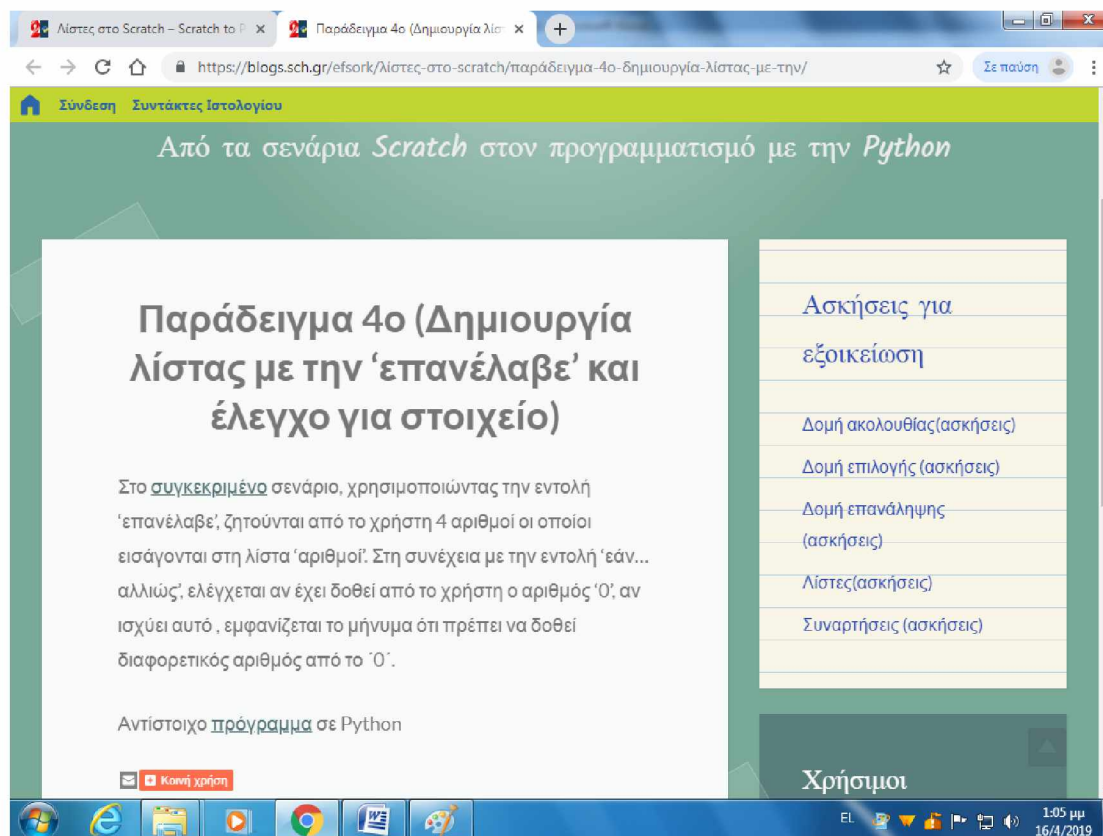 Λίστες στο Scratch – Scratch to P
Παράδειγμα 4ο (Δημιουργία λίστ
https://blogs.sch.gr/efsork/λίστες-στο-scratch/παράδειγμα-4ο-δημιουργία-λίστας-με-την/
Σε παύση
Σύνδεση Συντάκτες Ιστολογίου
Από τα σενάρια Scratch στον προγραμματισμό με την Python
Παράδειγμα 4ο (Δημιουργία
λίστας με την ‘επανέλαβε’ και
έλεγχο για στοιχείο)
Στο συγκεκριμένο σενάριο, χρησιμοποιώντας την εντολή
‘επανέλαβε’, ζητούνται από το χρήστη 4 αριθμοί οι οποίοι
εισάγονται στη λίστα ‘αριθμοί’. Στη συνέχεια με την εντολή ‘εάν…
αλλιώς’, ελέγχεται αν έχει δοθεί από το χρήστη ο αριθμός ‘0’, αν
ισχύει αυτό , εμφανίζεται το μήνυμα ότι πρέπει να δοθεί
διαφορετικός αριθμός από το ΄0΄.
Αντίστοιχο πρόγραμμα σε Python
Κοινή χρήση
Ασκήσεις για
εξοικείωση
Δομή ακολουθίας(ασκήσεις)
Δομή επιλογής (ασκήσεις)
Δομή επανάληψης
(ασκήσεις)
Λίστες(ασκήσεις)
Συναρτήσεις (ασκήσεις)
Χρήσιμοι
EL
1:05 μμ
16/4/2019